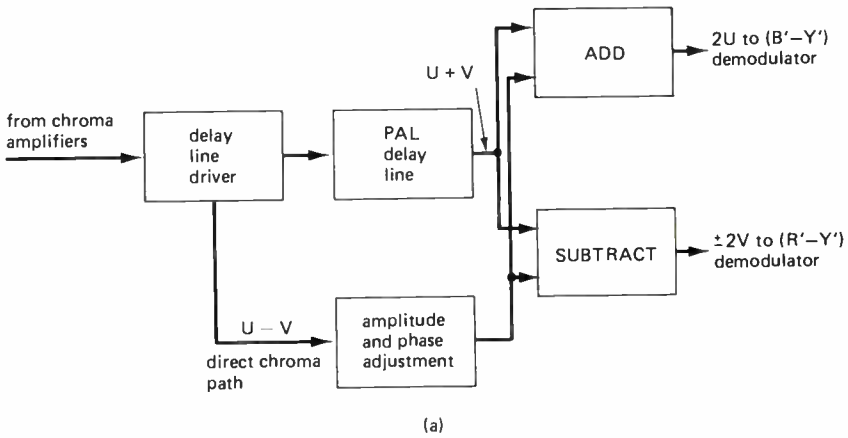 from chroma
amplifiers
delay
line
driver
PAL
delay
line
U + V
ADD
2U to (B′–Y′)
demodulator
SUBTRACT
±2V to (R′–Y′)
demodulator
U – V
direct chroma
path
amplitude
and phase
adjustment
(a)